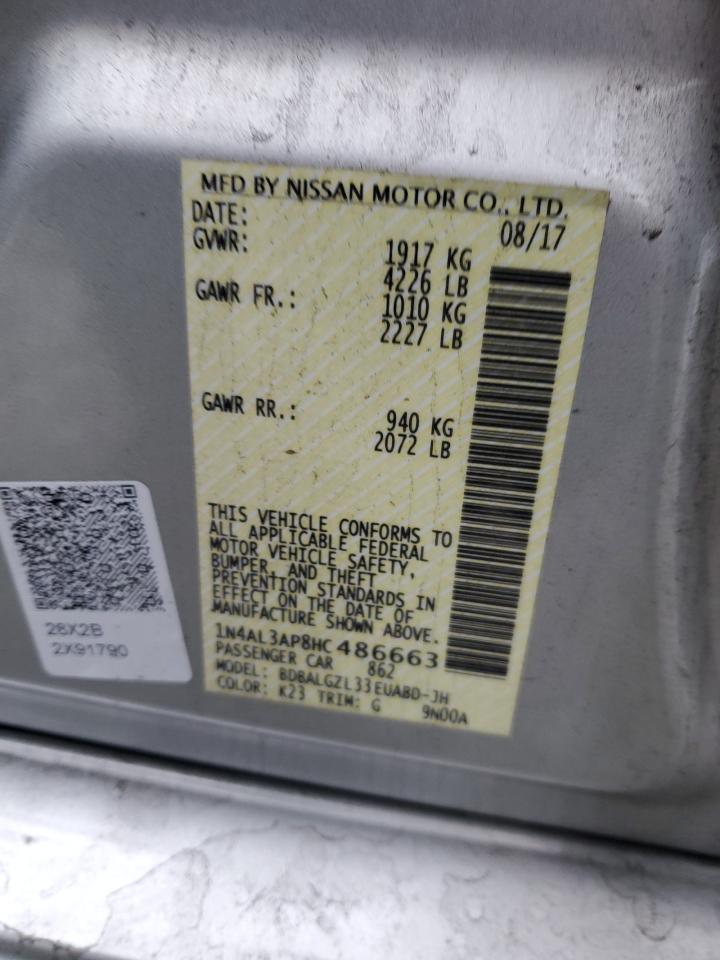 MFD BY NISSAN MOTOR CO., LTD.
DATE: 08/17
GVWR: 1917 KG
4226 LB
GAWR FR.: 1010 KG
2227 LB
GAWR RR.: 940 KG
2072 LB
THIS VEHICLE CONFORMS TO
ALL APPLICABLE FEDERAL
MOTOR VEHICLE SAFETY,
BUMPER, AND THEFT
PREVENTION STANDARDS IN
EFFECT ON THE DATE OF
MANUFACTURE SHOWN ABOVE.
1N4AL3AP8HC486663
PASSENGER CAR 862
MODEL: BDBALGZL33EUABD-JH
COLOR: K23 TRIM: G 9N00A
28X2B
2X91790